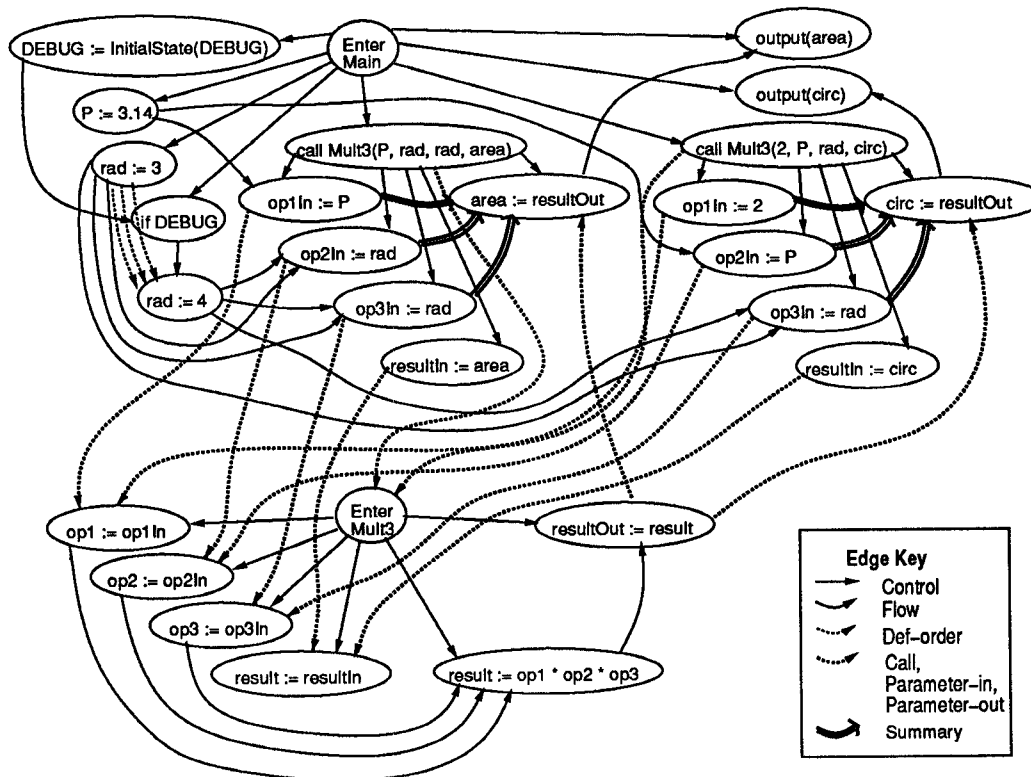 DEBUG := InitialState(DEBUG)
Enter
Main
output(area)
output(circ)
P := 3.14
rad := 3
call Mult3(P, rad, rad, area)
call Mult3(2, P, rad, circ)
if DEBUG
op1In := P
area := resultOut
op1In := 2
circ := resultOut
op2In := rad
op2In := P
rad := 4
op3In := rad
op3In := rad
resultIn := area
resultIn := circ
Enter
Mult3
op1 := op1In
resultOut := result
op2 := op2In
op3 := op3In
result := resultIn
result := op1 * op2 * op3
Edge Key
Control
Flow
Def-order
Call,
Parameter-in,
Parameter-out
Summary